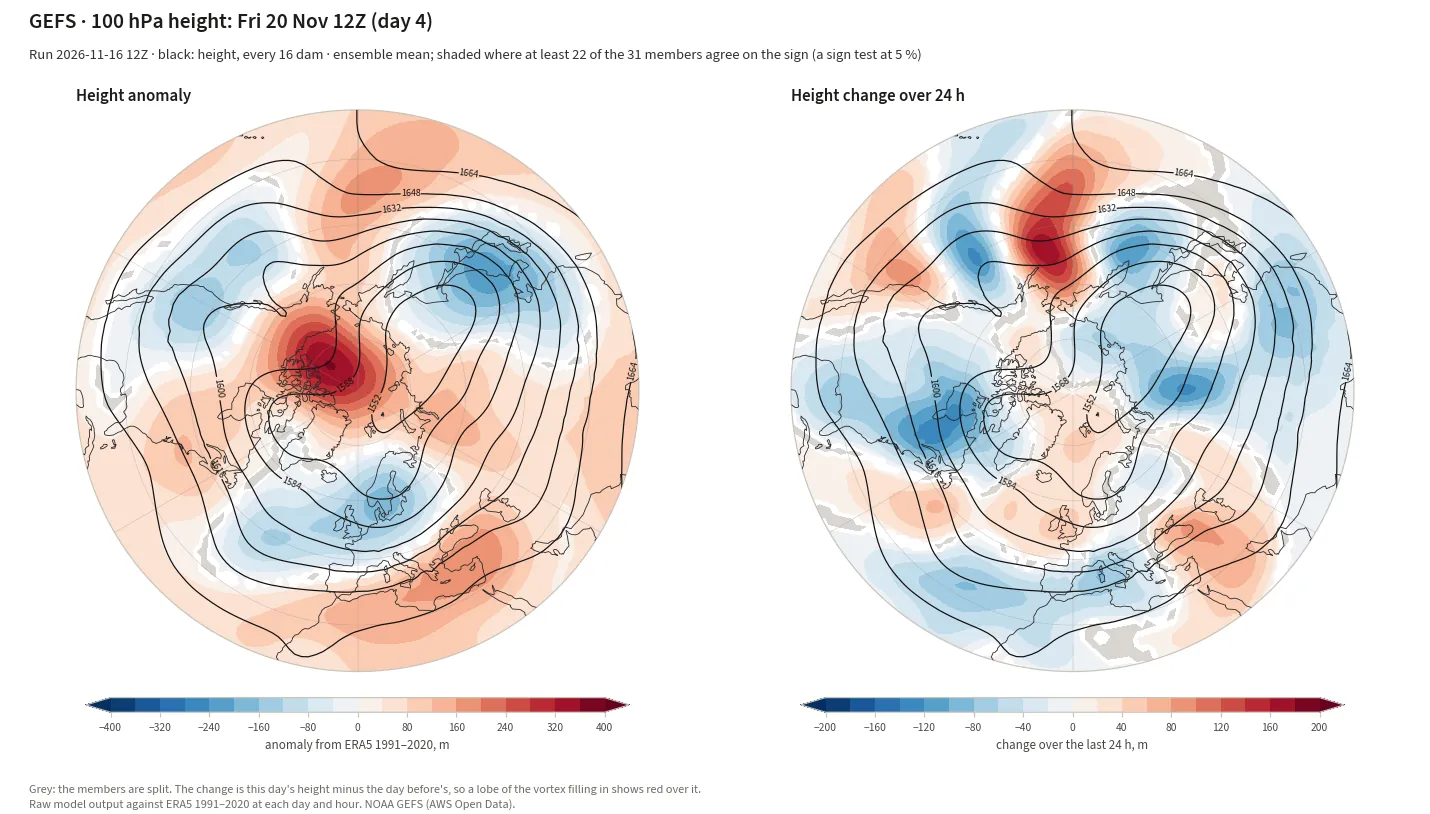 GEFS · 100 hPa height: Fri 20 Nov 12Z (day 4)
Run 2026-11-16 12Z · black: height, every 16 dam · ensemble mean; shaded where at least 22 of the 31 members agree on the sign (a sign test at 5 %)
Height anomaly
Height change over 24 h
1664
1648
1632
1664
1600
1568
1552
1616
1584
1664
1648
1632
1664
1600
1568
1552
1616
1584
−400 −320 −240 −160 −80 0 80 160 240 320 400
anomaly from ERA5 1991–2020, m
−200 −160 −120 −80 −40 0 40 80 120 160 200
change over the last 24 h, m
Grey: the members are split. The change is this day's height minus the day before's, so a lobe of the vortex filling in shows red over it.
Raw model output against ERA5 1991–2020 at each day and hour. NOAA GEFS (AWS Open Data).